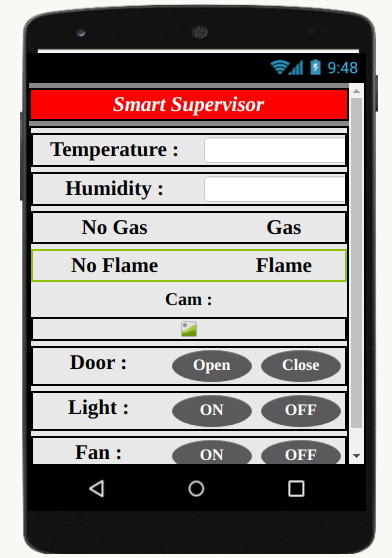 9:48
Smart Supervisor
Temperature :
Humidity :
No Gas Gas
No Flame Flame
Cam :
Door : Open Close
Light : ON OFF
Fan : ON OFF